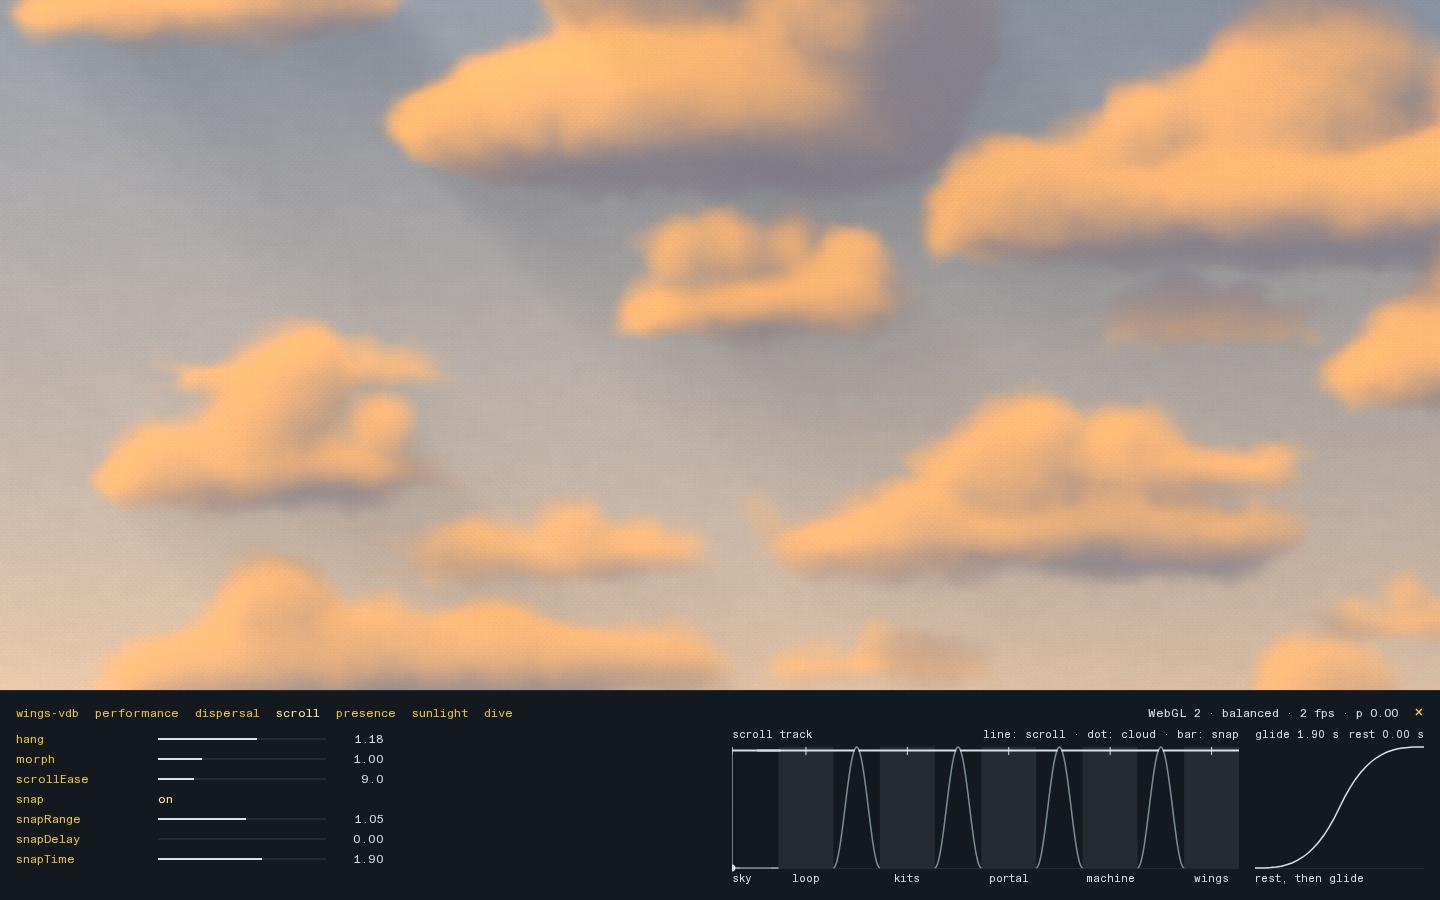 wings-vdb performance dispersal scroll presence sunlight dive
WebGL 2 · balanced · 2 fps · p 0.00 ×
hang 1.18
morph 1.00
scrollEase 9.0
snap on
snapRange 1.05
snapDelay 0.00
snapTime 1.90
scroll track line: scroll · dot: cloud · bar: snap
sky loop kits portal machine wings
glide 1.90 s rest 0.00 s
rest, then glide